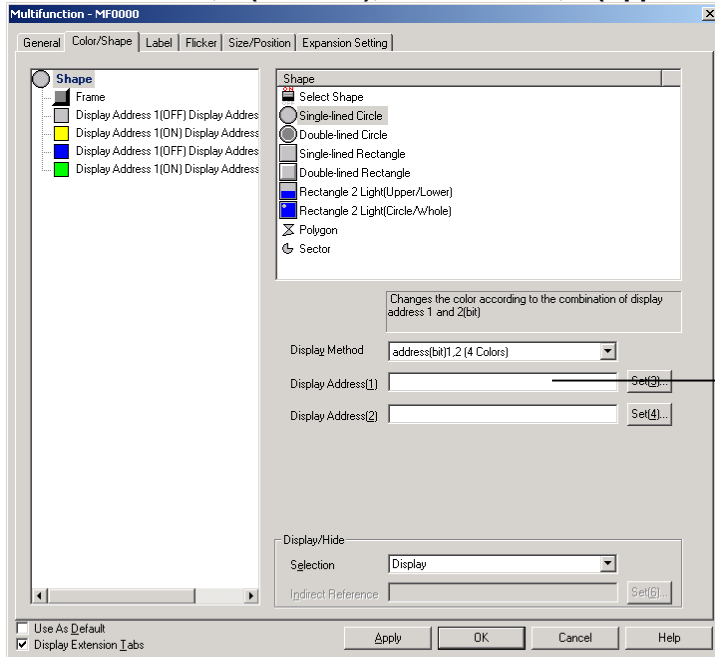 Multifunction - MF0000
General Color/Shape Label Flicker Size/Position Expansion Setting
Shape
Frame
Display Address 1(OFF) Display Addres
Display Address 1(ON) Display Address
Display Address 1(OFF) Display Addres
Display Address 1(ON) Display Address
Shape
ON
Select Shape
Single-lined Circle
Double-lined Circle
Single-lined Rectangle
Double-lined Rectangle
Rectangle 2 Light(Upper/Lower)
Rectangle 2 Light(Circle/Whole)
Polygon
Sector
Changes the color according to the combination of display
address 1 and 2(bit)
Display Method address(bit)1,2 (4 Colors)
Display Address(1) Set(3)...
Display Address(2) Set(4)...
Display/Hide
Selection Display
Indirect Reference Set(6)...
Use As Default
Display Extension Tabs
Apply OK Cancel Help